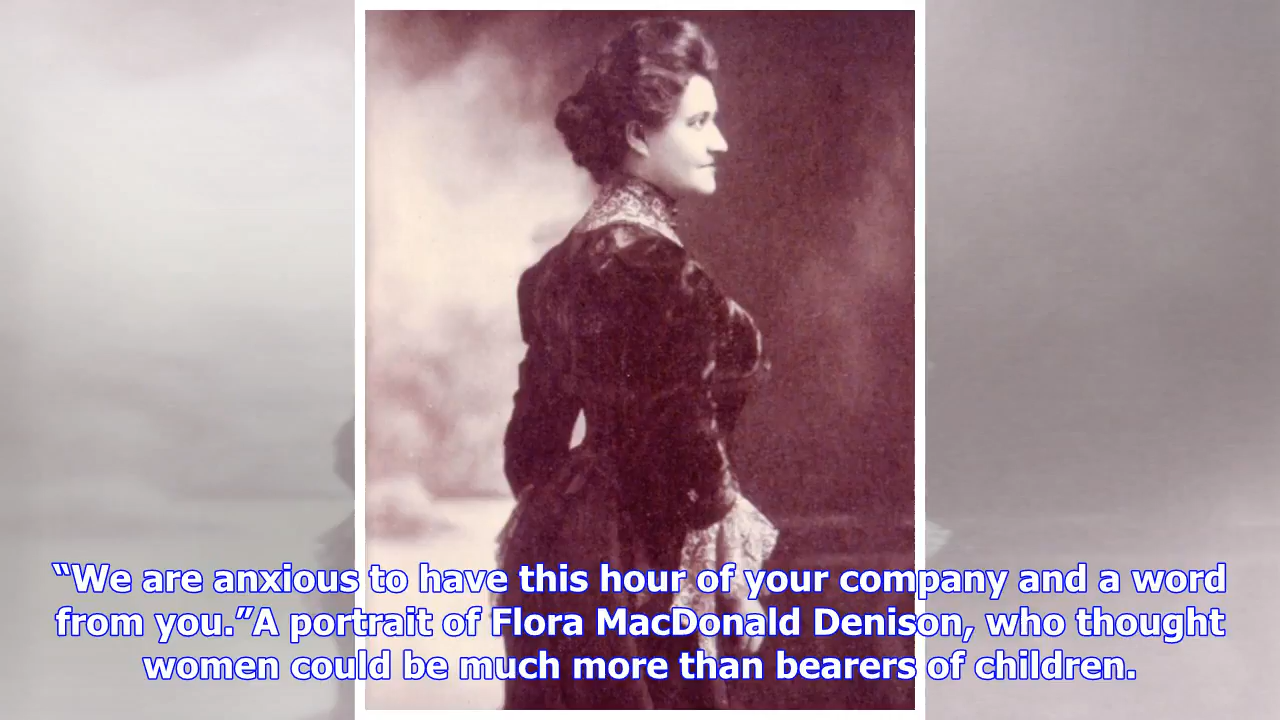 “We are anxious to have this hour of your company and a word
from you.”A portrait of Flora MacDonald Denison, who thought
women could be much more than bearers of children.